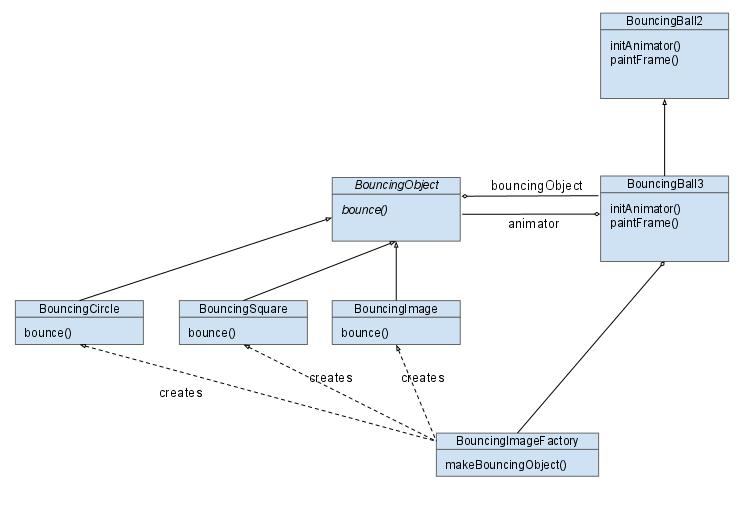 BouncingBall2
initAnimator()
paintFrame()
BouncingObject
bounce()
bouncingObject
animator
BouncingBall3
initAnimator()
paintFrame()
BouncingCircle
bounce()
BouncingSquare
bounce()
BouncingImage
bounce()
creates
creates
creates
BouncingImageFactory
makeBouncingObject()